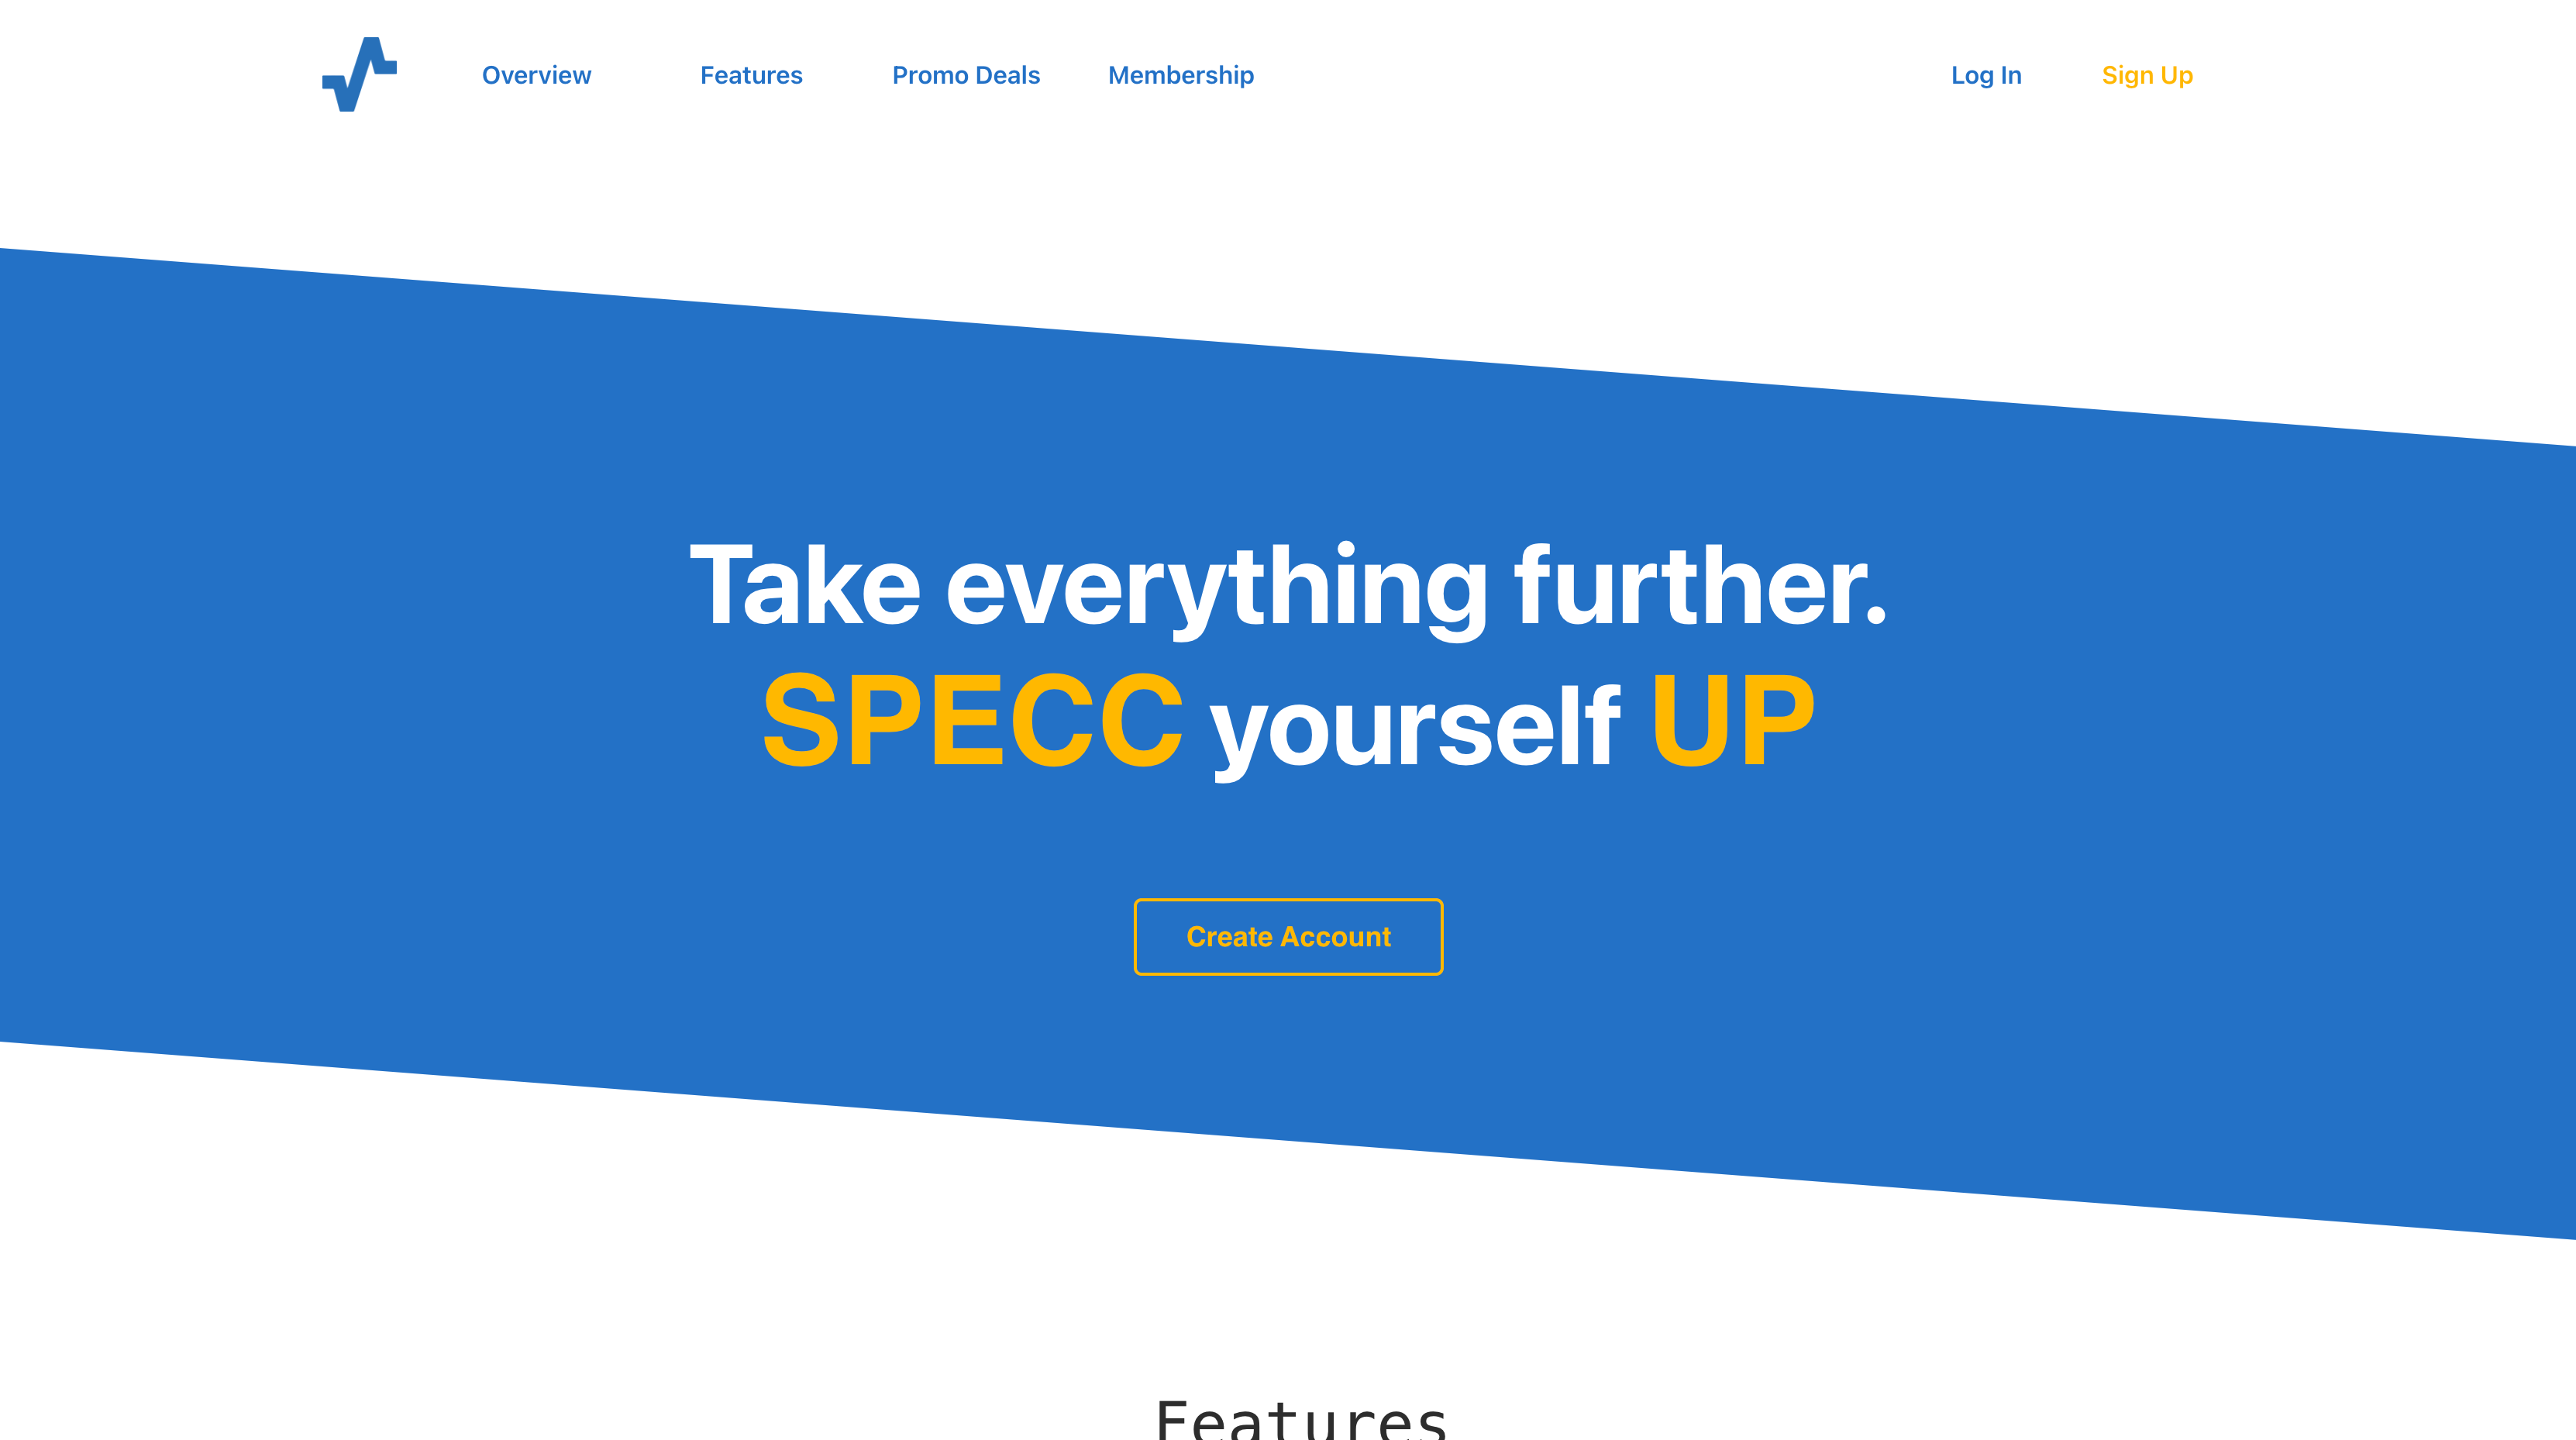 Overview Features Promo Deals Membership Log In Sign Up
Take everything further.
SPECC yourself UP
Create Account
Features